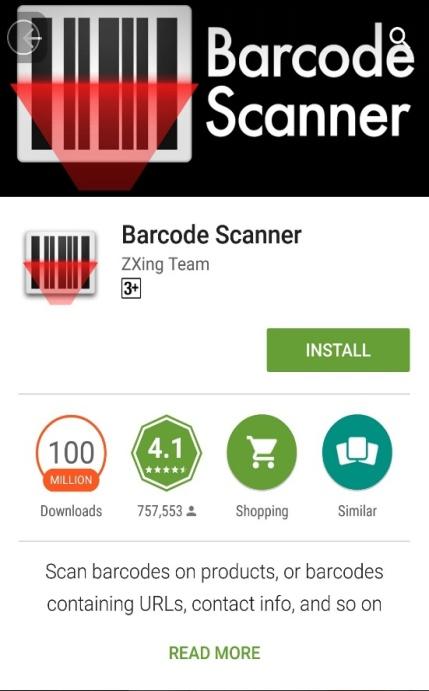 Barcode
Scanner
Barcode Scanner
ZXing Team
3+
INSTALL
100
MILLION
4.1
Downloads
757,553
Shopping
Similar
Scan barcodes on products, or barcodes
containing URLs, contact info, and so on
READ MORE